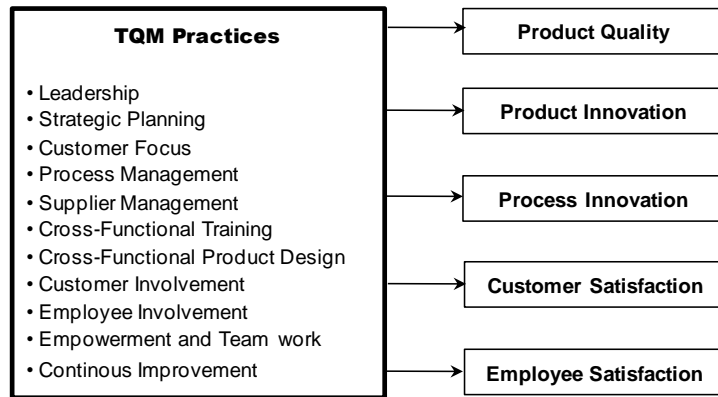 TQM Practices
• Leadership
• Strategic Planning
• Customer Focus
• Process Management
• Supplier Management
• Cross-Functional Training
• Cross-Functional Product Design
• Customer Involvement
• Employee Involvement
• Empowerment and Team work
• Continous Improvement
Product Quality
Product Innovation
Process Innovation
Customer Satisfaction
Employee Satisfaction